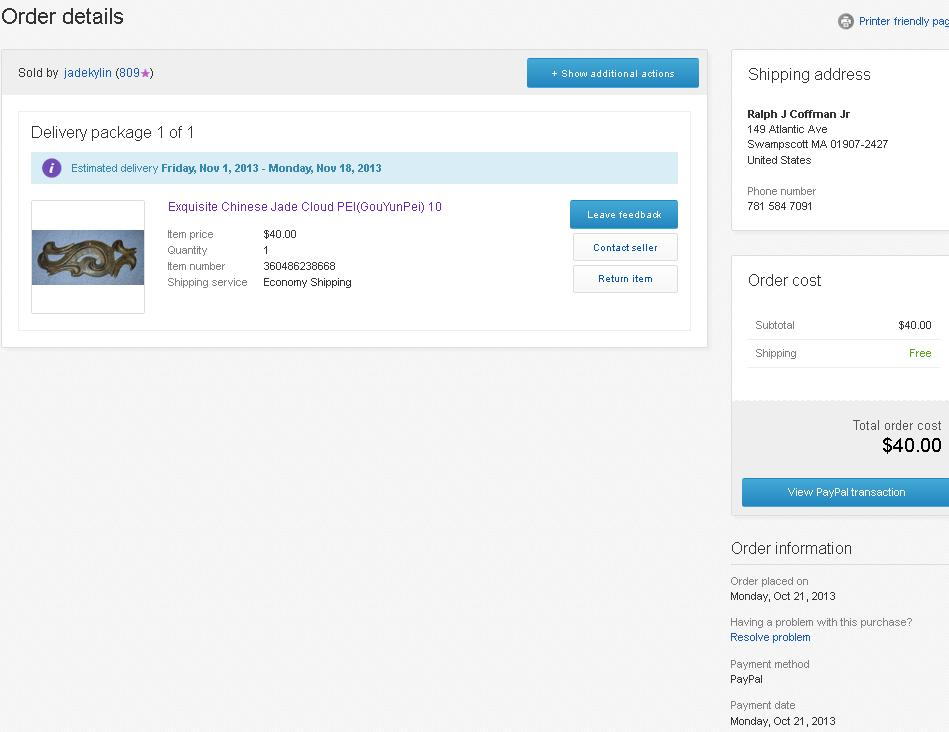 Order details
Printer friendly pag
Sold by jadekylin (809★)
+ Show additional actions
Delivery package 1 of 1
i Estimated delivery Friday, Nov 1, 2013 - Monday, Nov 18, 2013
Exquisite Chinese Jade Cloud PEI(GouYunPei) 10
Item price $40.00
Quantity 1
Item number 360486238668
Shipping service Economy Shipping
Leave feedback
Contact seller
Return item
Shipping address
Ralph J Coffman Jr
149 Atlantic Ave
Swampscott MA 01907-2427
United States
Phone number
781 584 7091
Order cost
Subtotal $40.00
Shipping Free
Total order cost
$40.00
View PayPal transaction
Order information
Order placed on
Monday, Oct 21, 2013
Having a problem with this purchase?
Resolve problem
Payment method
PayPal
Payment date
Monday, Oct 21, 2013